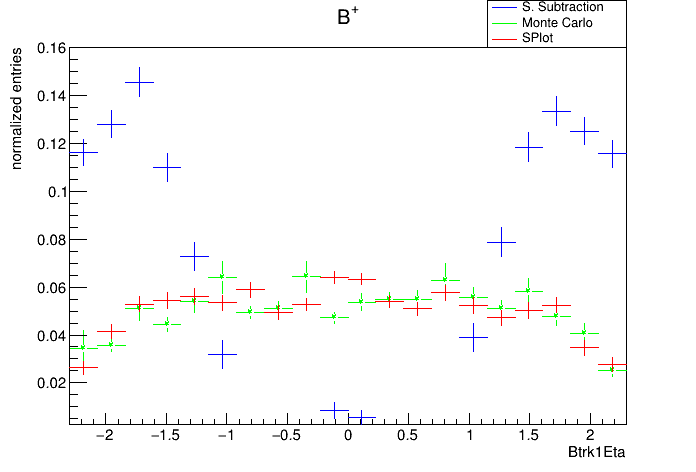 B+
S. Subtraction
Monte Carlo
SPlot
normalized entries
0.16
0.14
0.12
0.1
0.08
0.06
0.04
0.02
−2 −1.5 −1 −0.5 0 0.5 1 1.5 2
Btrk1Eta